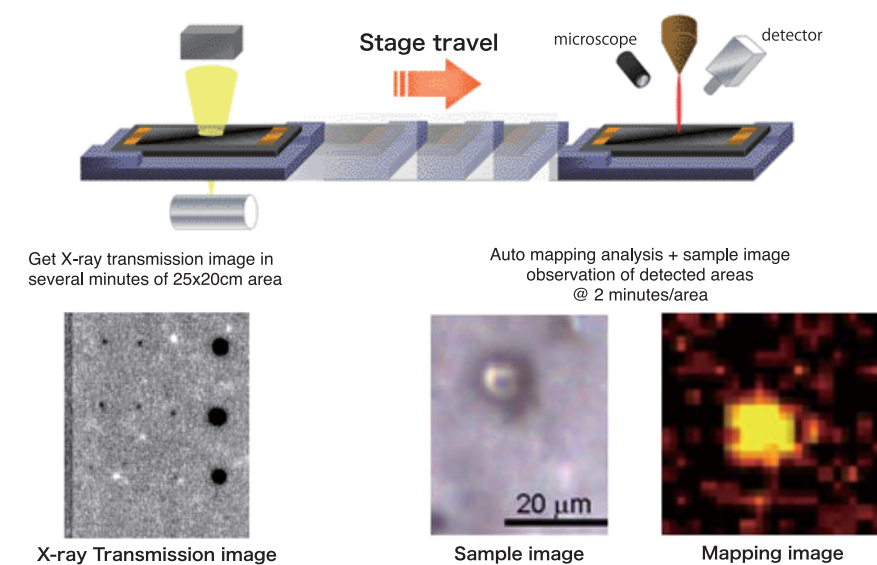 Stage travel
microscope
detector
Get X-ray transmission image in
several minutes of 25x20cm area
Auto mapping analysis + sample image
observation of detected areas
@ 2 minutes/area
20 μm
X-ray Transmission image
Sample image
Mapping image